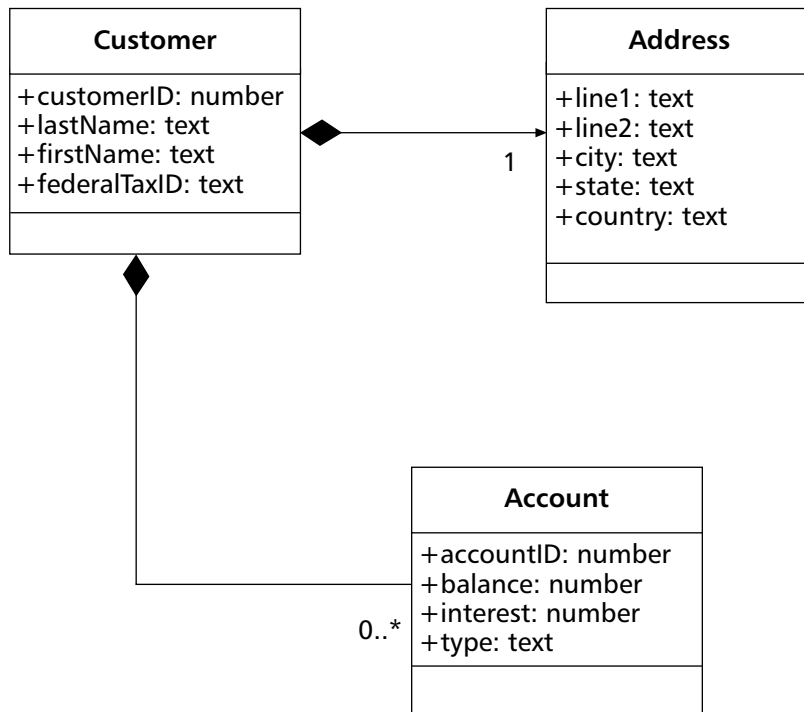 Customer
+customerID: number
+lastName: text
+firstName: text
+federalTaxID: text
Address
+line1: text
+line2: text
+city: text
+state: text
+country: text
1
Account
+accountID: number
+balance: number
+interest: number
+type: text
0..*